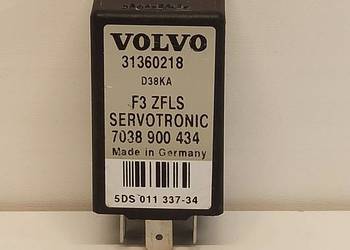 VOLVO
31360218
D38KA
F3 ZFLS
SERVOTRONIC
7038 900 434
Made in Germany
5DS 011 337-34